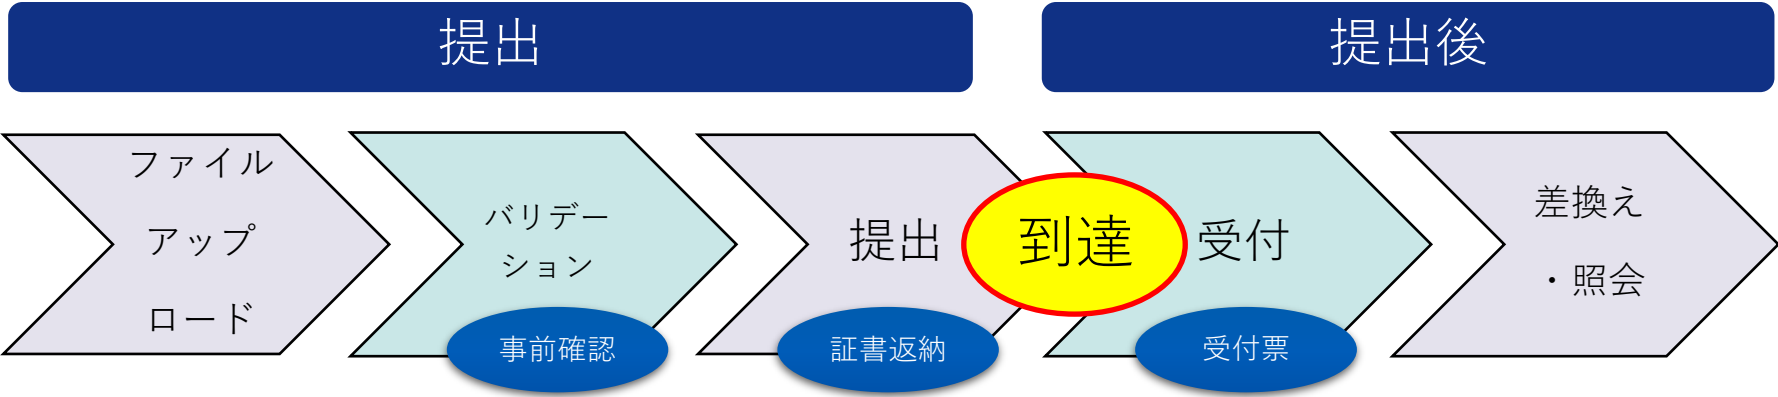 提出
提出後
ファイル
アップ
ロード
バリデー
ション
提出
到達
受付
差換え
・照会
事前確認
証書返納
受付票